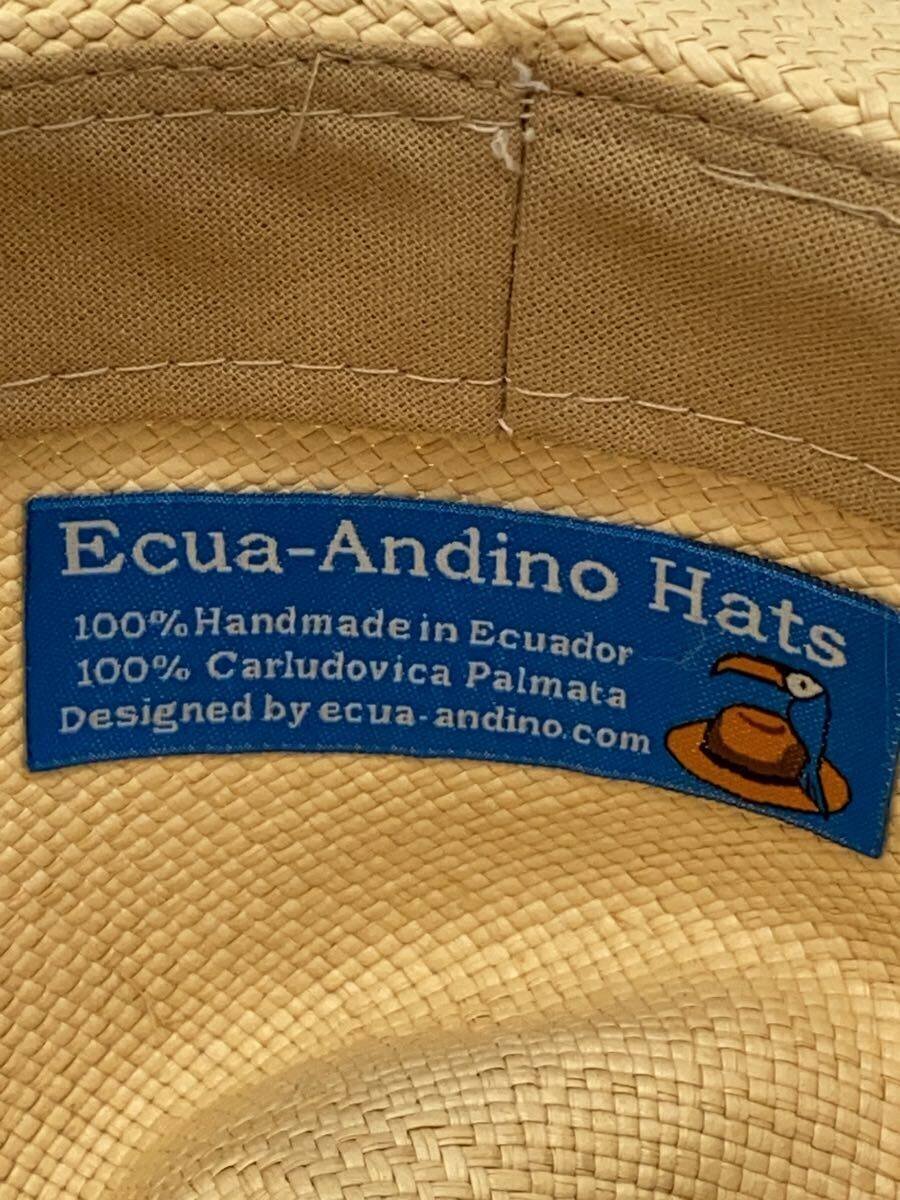 Ecua-Andino Hats
100% Handmade in Ecuador
100% Carludovica Palmata
Designed by ecua-andino.com